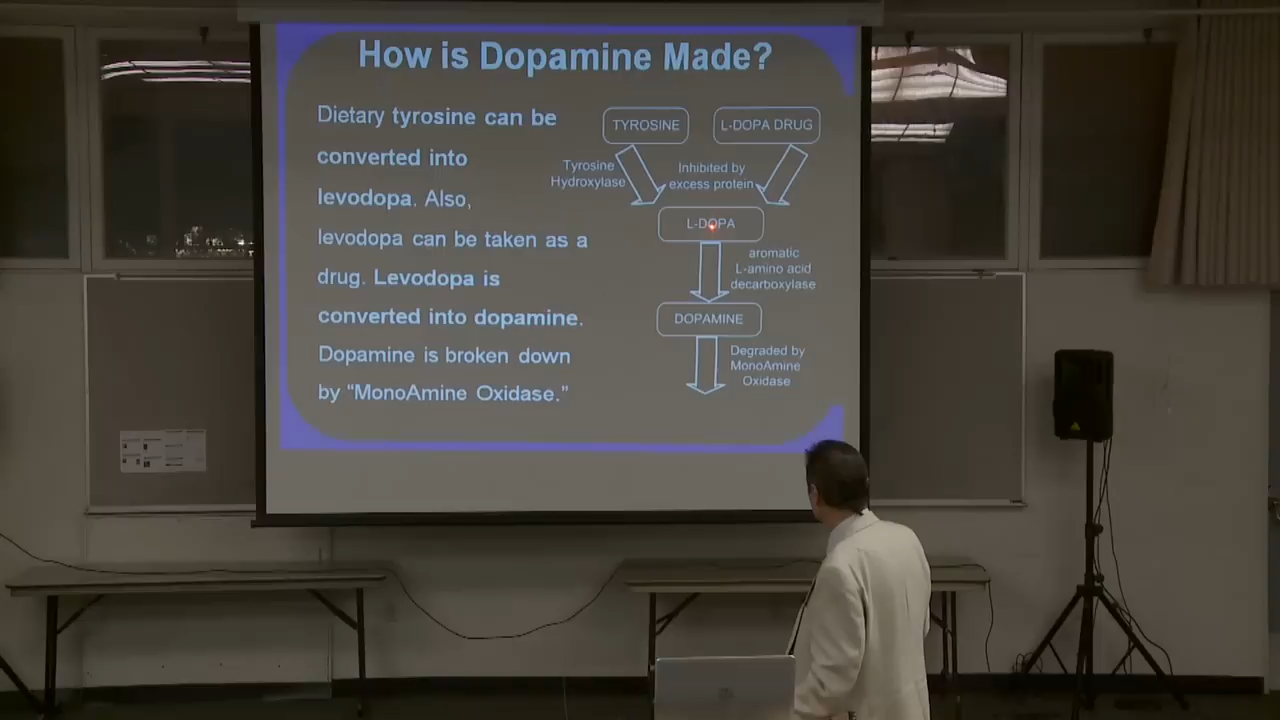 How is Dopamine Made?
Dietary tyrosine can be
converted into
levodopa. Also,
levodopa can be taken as a
drug. Levodopa is
converted into dopamine.
Dopamine is broken down
by “MonoAmine Oxidase.”
TYROSINE
L-DOPA DRUG
Tyrosine
Hydroxylase
Inhibited by
excess protein
L-DOPA
aromatic
L-amino acid
decarboxylase
DOPAMINE
Degraded by
MonoAmine
Oxidase